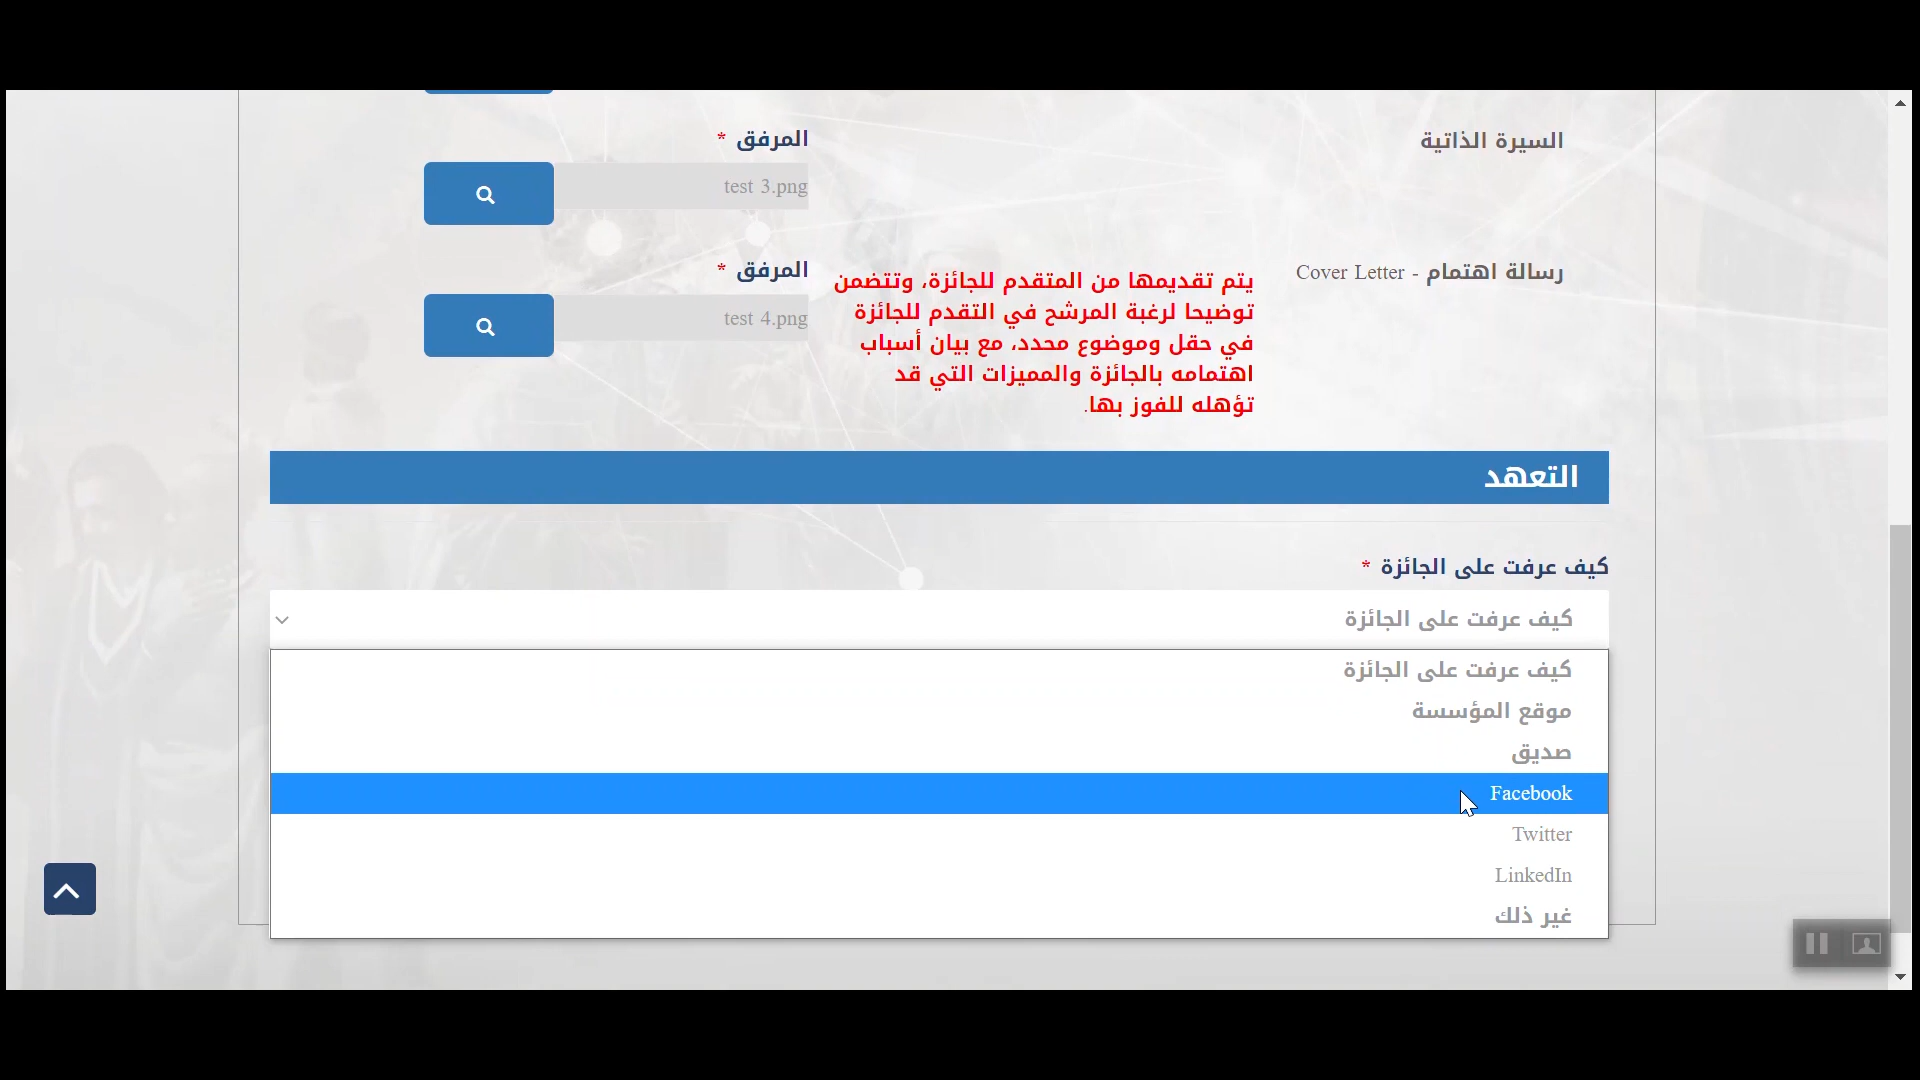 السيرة الذاتية
المرفق *
test 3.png
رسالة اهتمام - Cover Letter
يتم تقديمها من المتقدم للجائزة، وتتضمن
توضيحا لرغبة المرشح في التقدم للجائزة
في حقل وموضوع محدد، مع بيان أسباب
اهتمامه بالجائزة والمميزات التي قد
تؤهله للفوز بها.
المرفق *
test 4.png
التعهد
كيف عرفت على الجائزة *
كيف عرفت على الجائزة
كيف عرفت على الجائزة
موقع المؤسسة
صديق
Facebook
Twitter
LinkedIn
غير ذلك